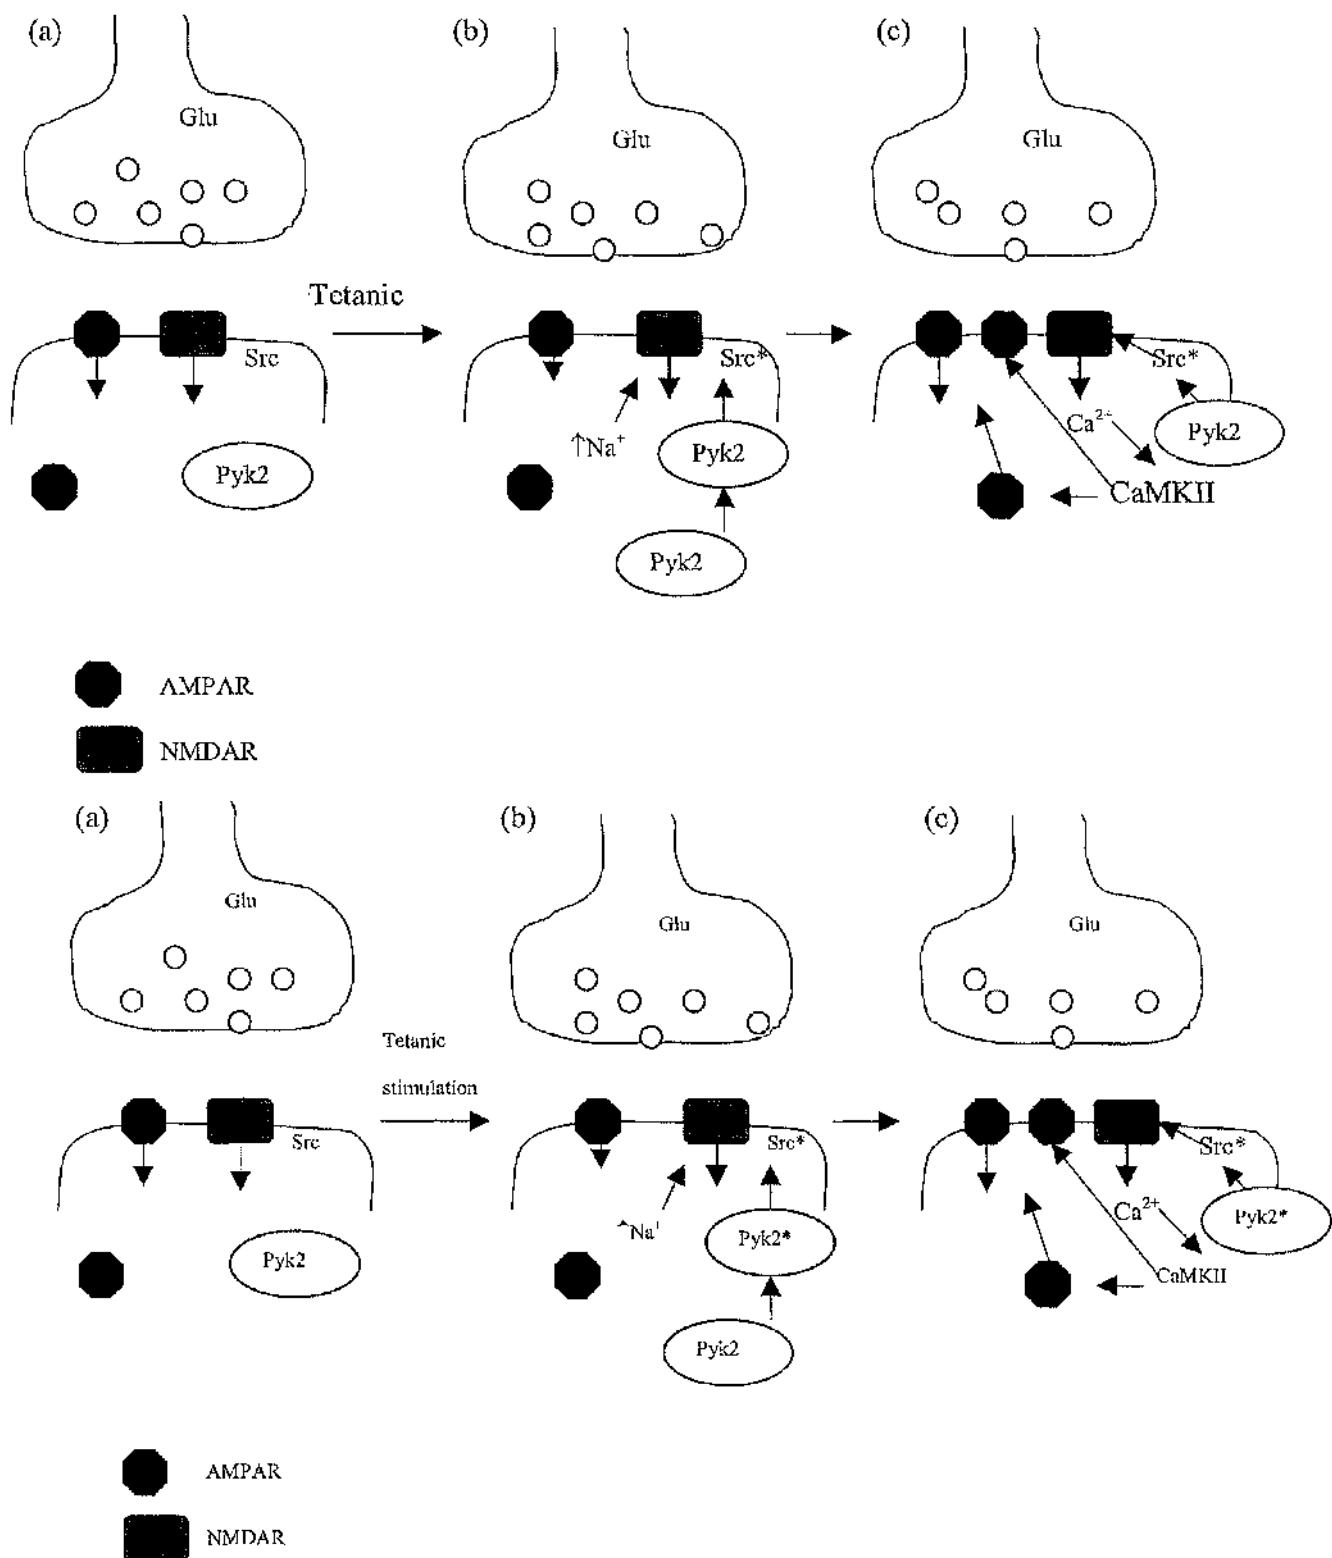 (a) (b) (c)
Glu Glu Glu
Tetanic
Src Src* Src*
↑Na⁺ Ca²⁺
Pyk2 Pyk2 Pyk2
CaMKII
Pyk2
AMPAR
NMDAR
(a) (b) (c)
Glu Glu Glu
Tetanic
stimulation
Src Src* Src*
Ca²⁺
Pyk2 Pyk2* Pyk2*
CaMKII
Pyk2
AMPAR
NMDAR